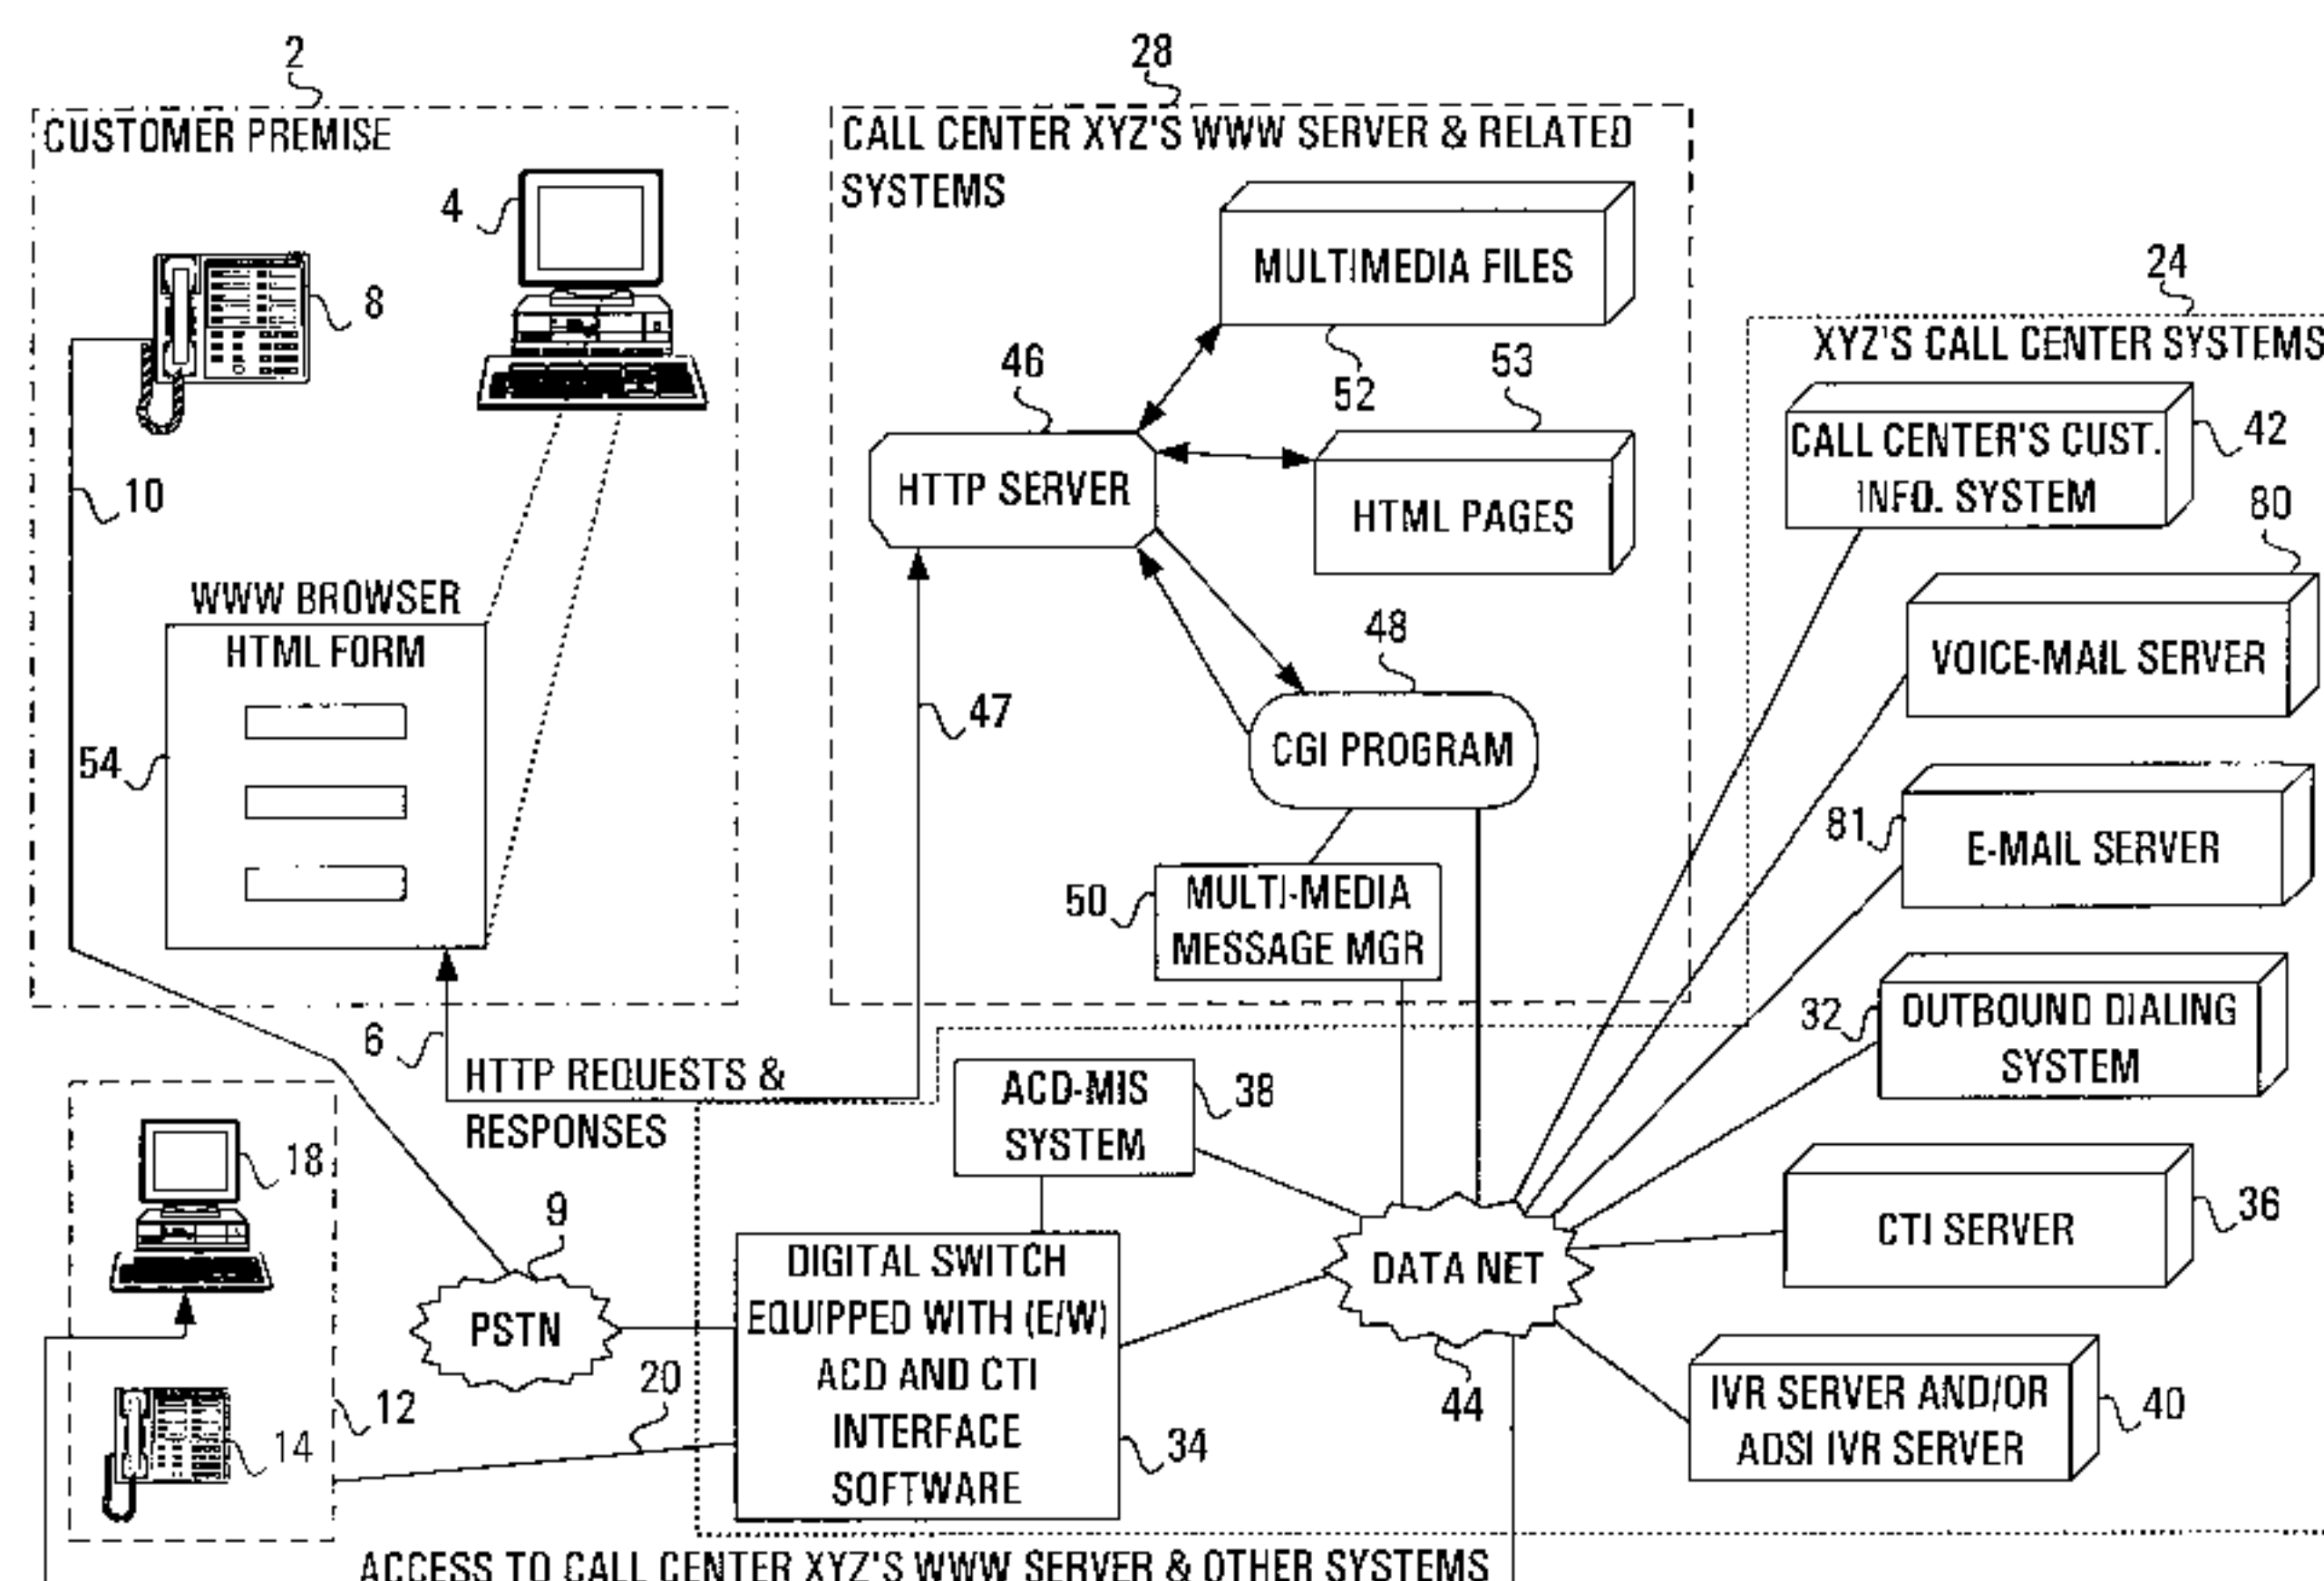 2
CUSTOMER PREMISE
4
8
10
WWW BROWSER
HTML FORM
54
6
HTTP REQUESTS &
RESPONSES
28
CALL CENTER XYZ'S WWW SERVER & RELATED
SYSTEMS
MULTIMEDIA FILES
52
46
53
HTTP SERVER
HTML PAGES
47
48
CGI PROGRAM
50
MULTI-MEDIA
MESSAGE MGR
24
XYZ'S CALL CENTER SYSTEMS
CALL CENTER'S CUST.
INFO. SYSTEM
42
80
VOICE-MAIL SERVER
81
E-MAIL SERVER
32
OUTBOUND DIALING
SYSTEM
CTI SERVER
36
IVR SERVER AND/OR
ADSI IVR SERVER
40
ACD-MIS
SYSTEM
38
DATA NET
44
18
9
PSTN
20
12
14
DIGITAL SWITCH
EQUIPPED WITH (E/W)
ACD AND CTI
INTERFACE
SOFTWARE
34
ACCESS TO CALL CENTER XYZ'S WWW SERVER & OTHER SYSTEMS